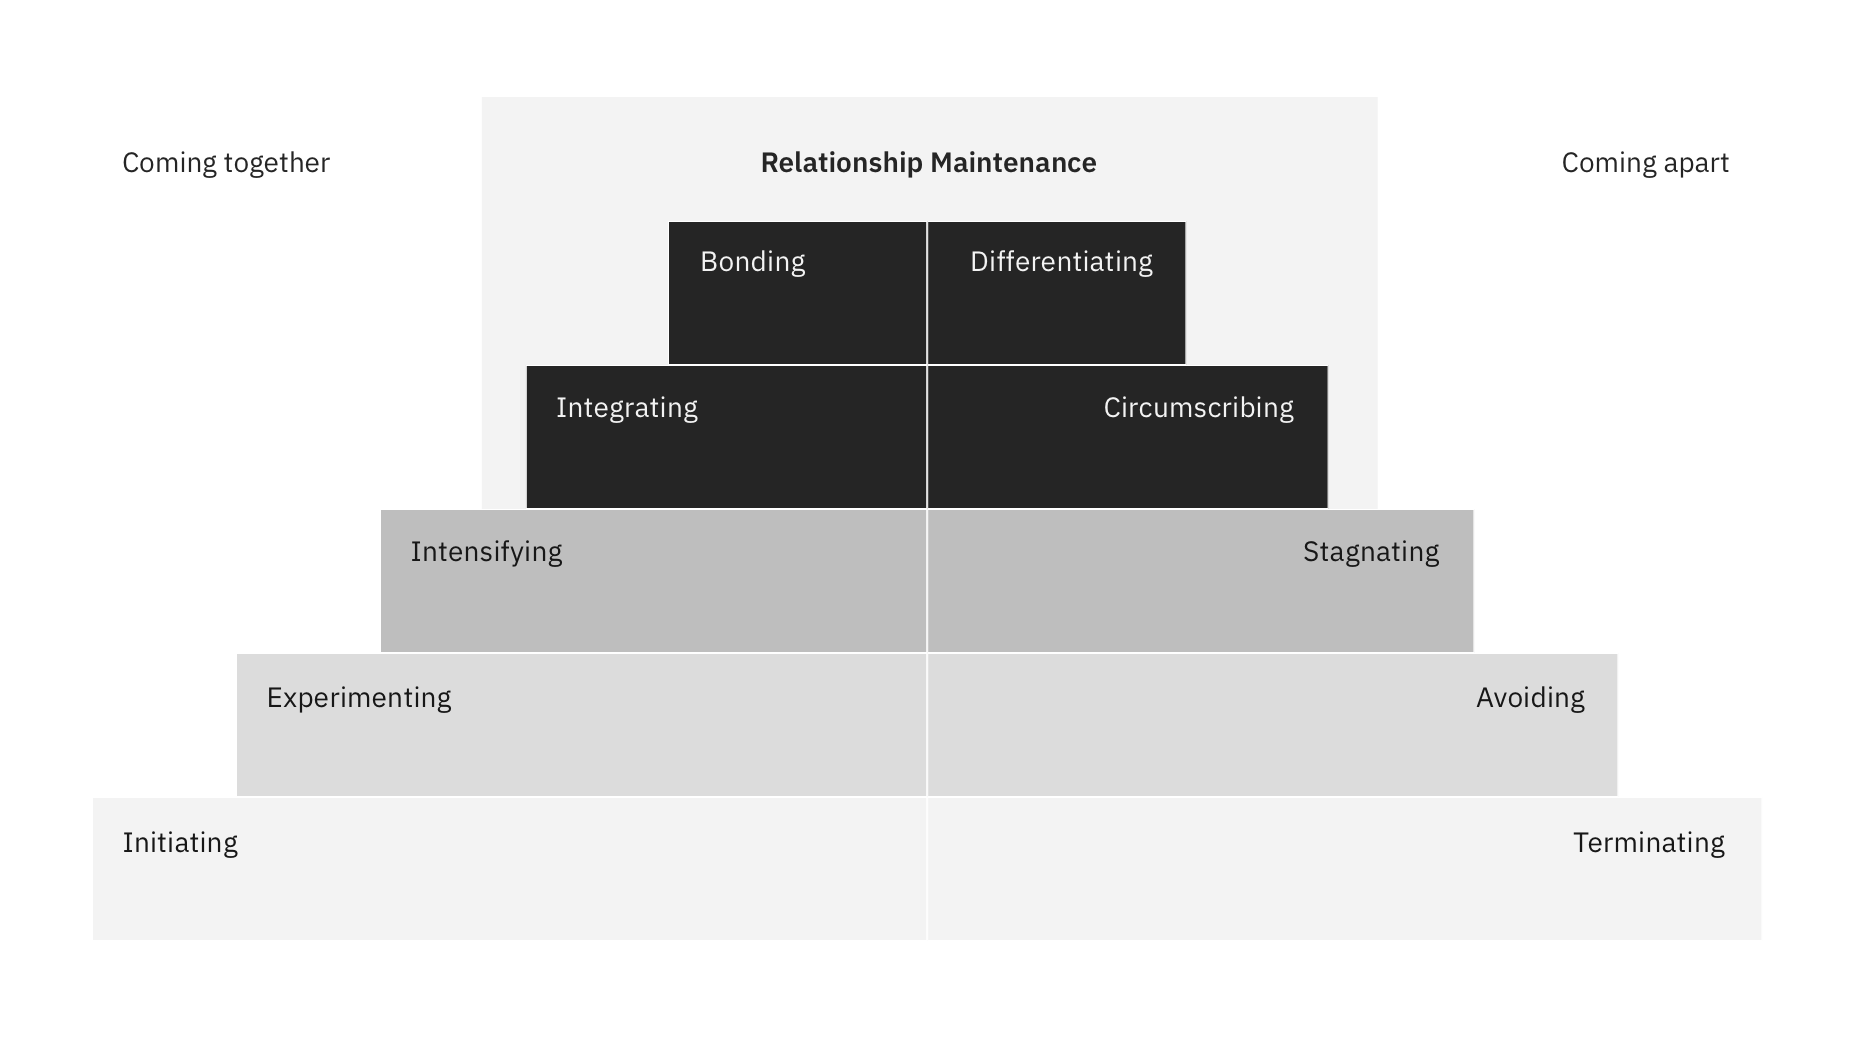 Coming together
Relationship Maintenance
Coming apart
Bonding
Differentiating
Integrating
Circumscribing
Intensifying
Stagnating
Experimenting
Avoiding
Initiating
Terminating